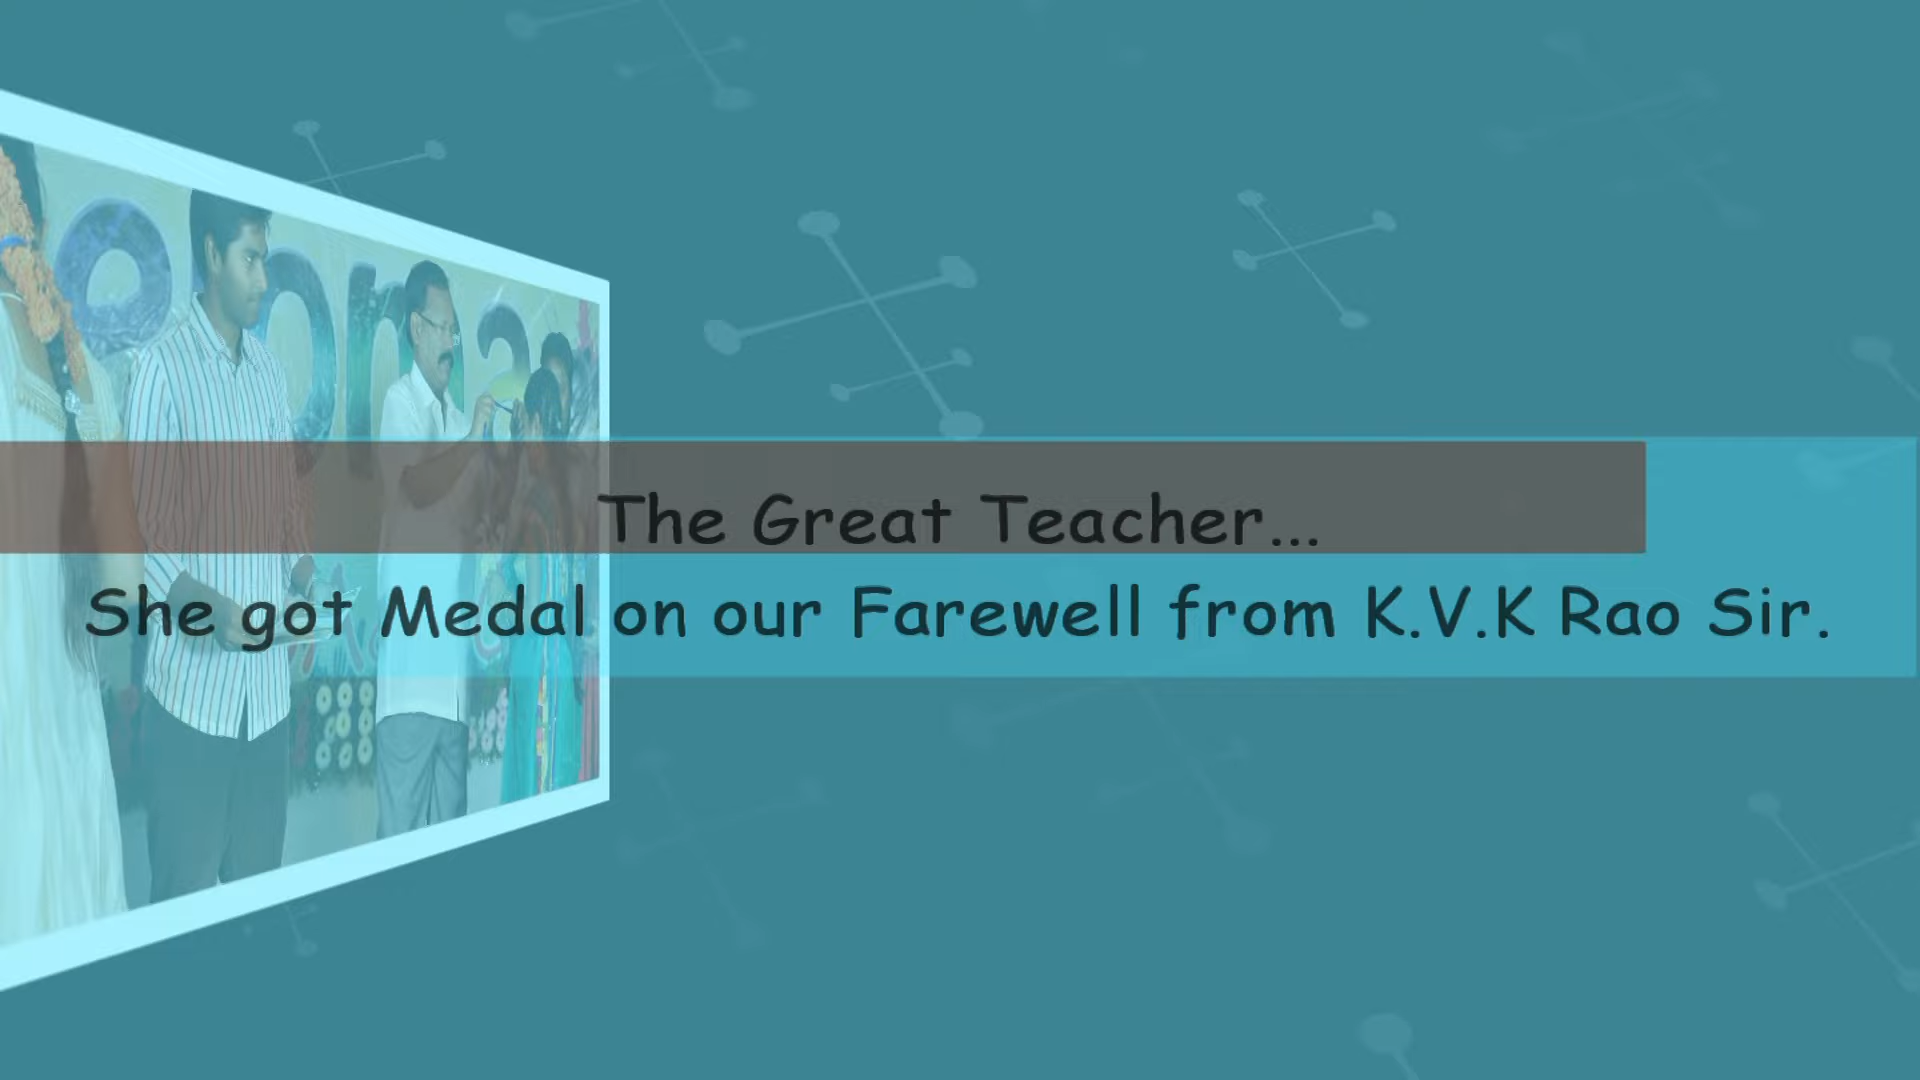 The Great Teacher...
She got Medal on our Farewell from K.V.K Rao Sir.